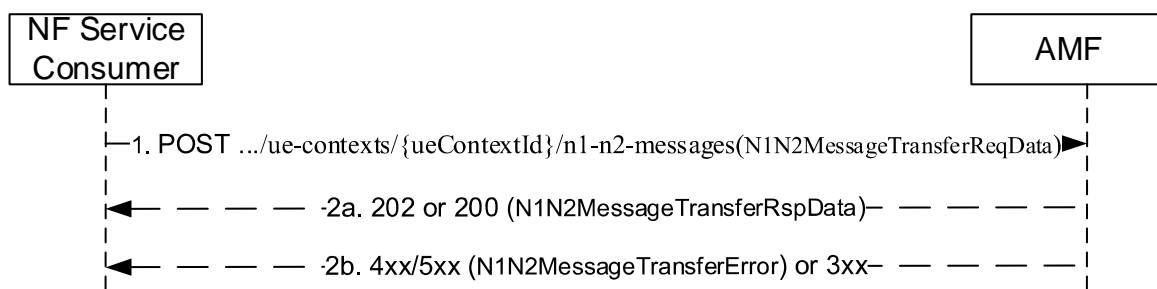 NF Service
Consumer
AMF
1. POST .../ue-contexts/{ueContextId}/n1-n2-messages(N1N2MessageTransferReqData)
2a. 202 or 200 (N1N2MessageTransferRspData)
2b. 4xx/5xx (N1N2MessageTransferError) or 3xx